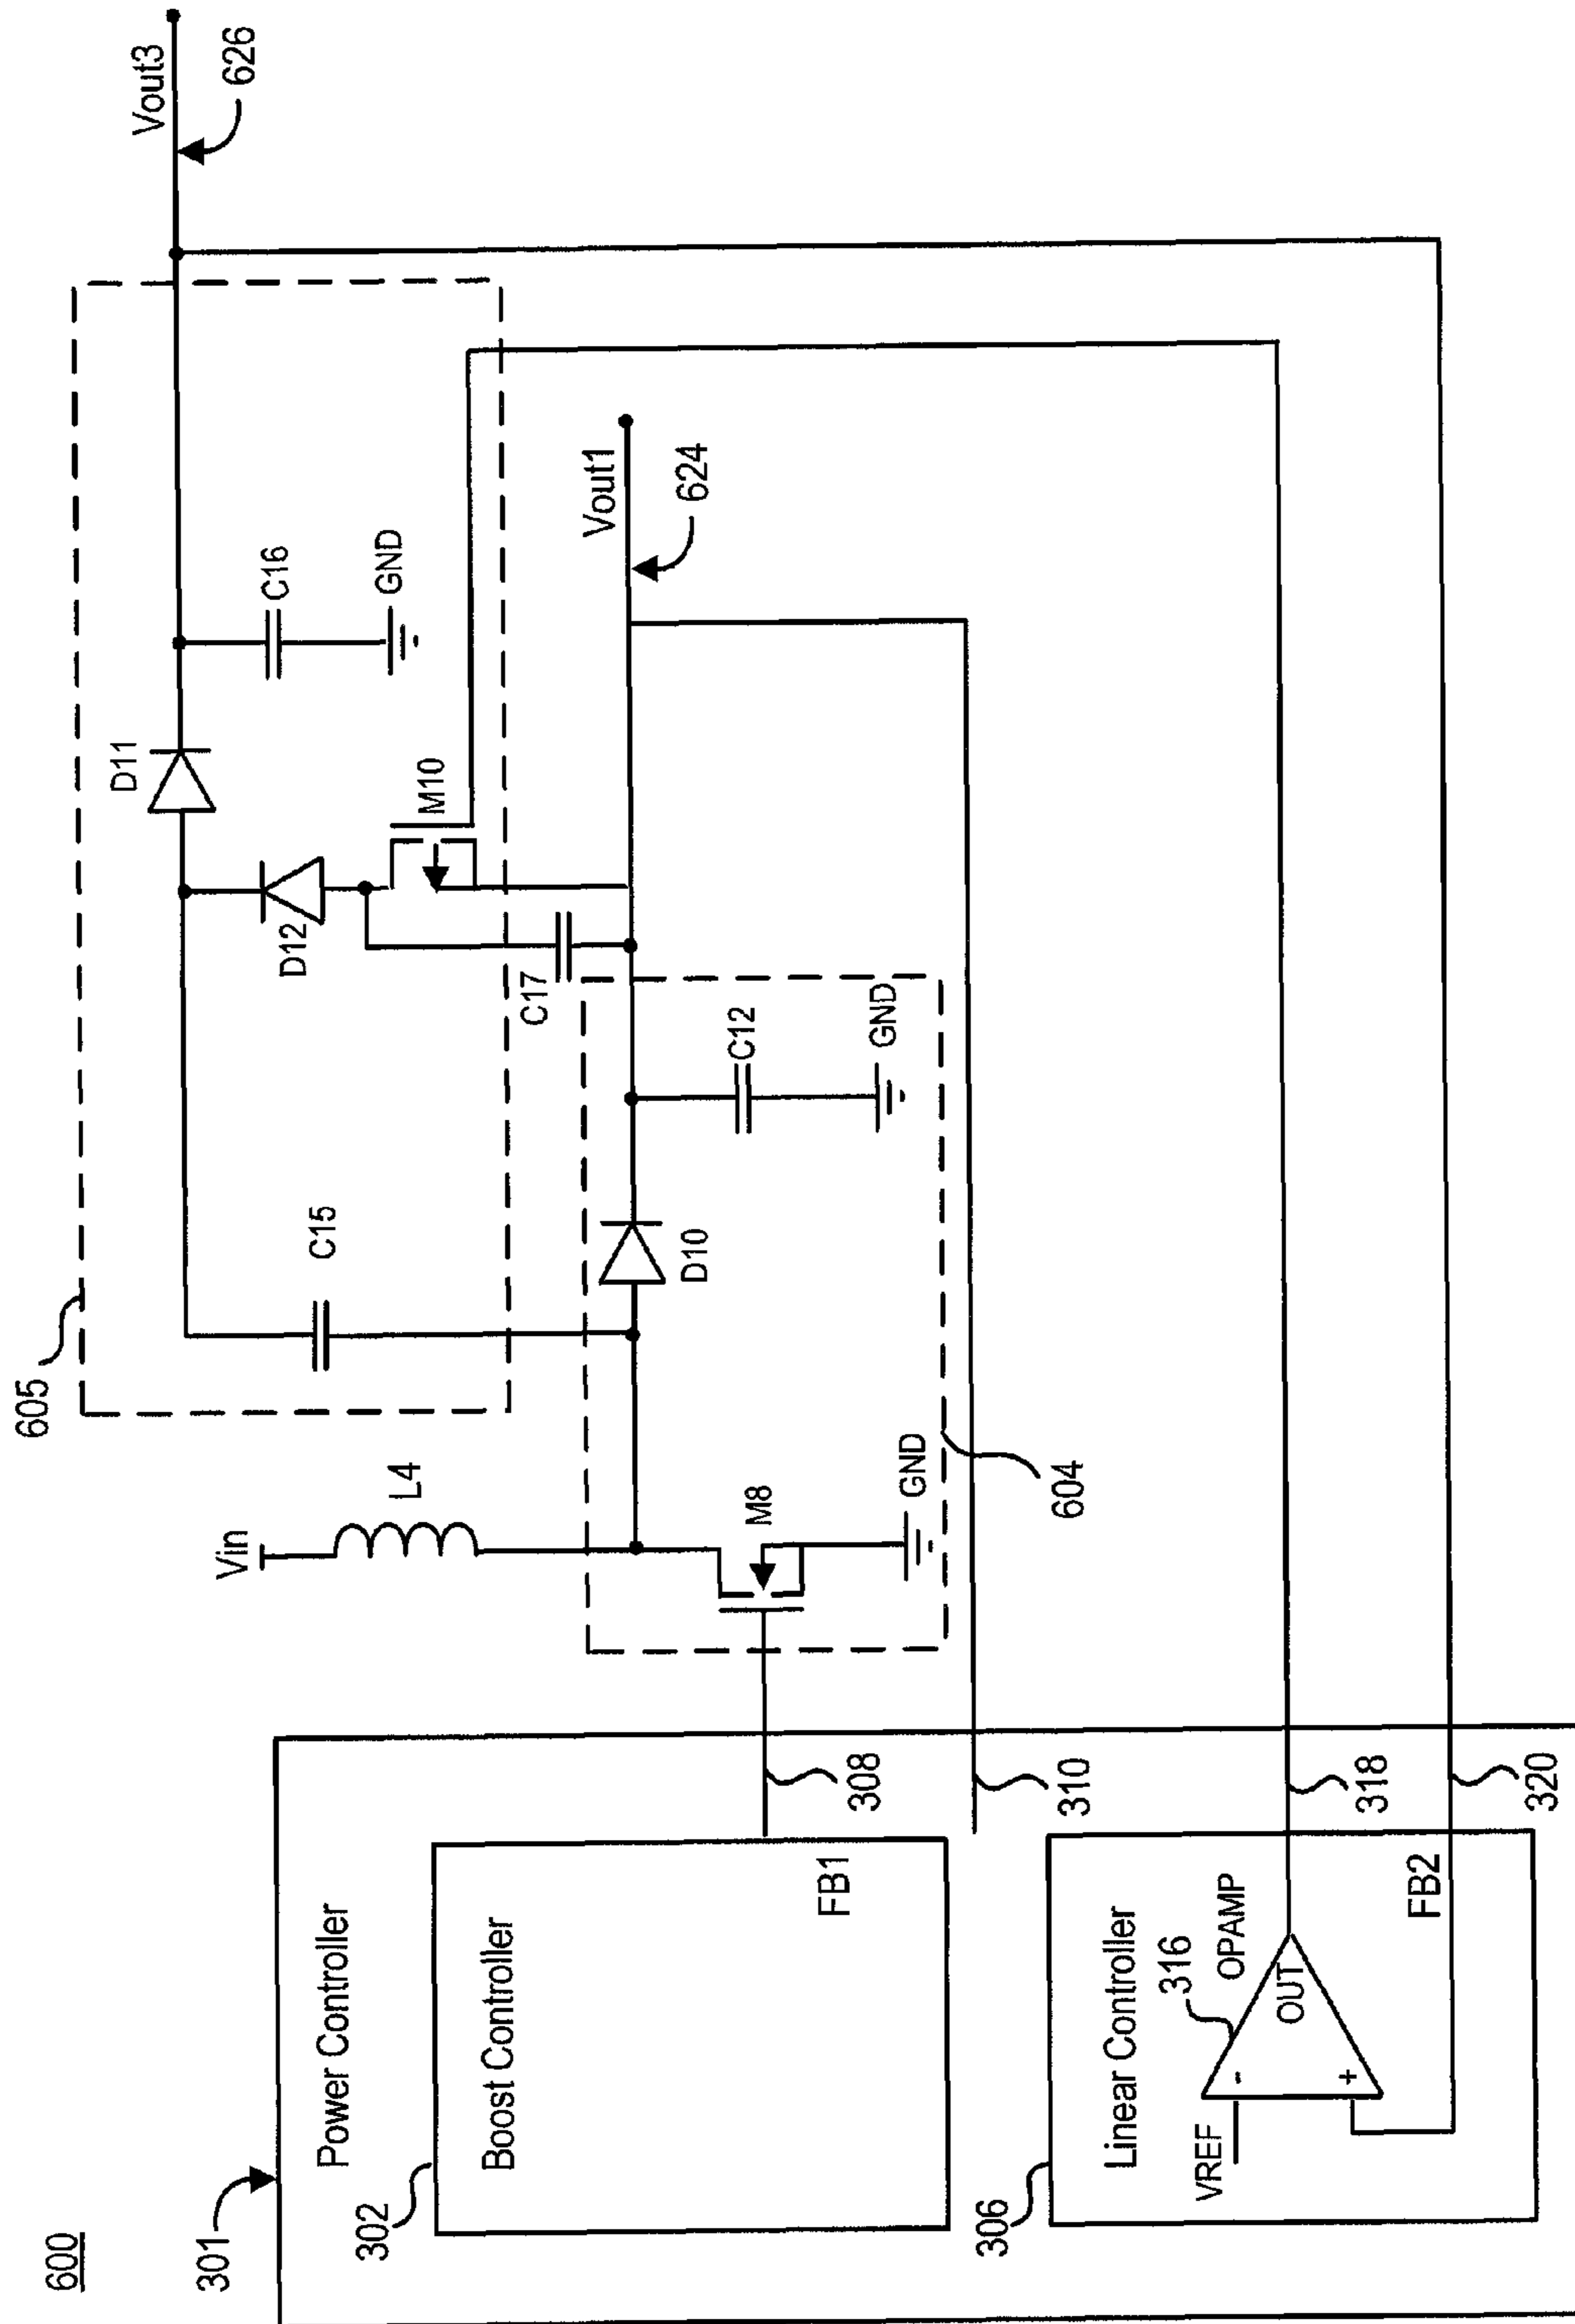 600
605
Vout3
626
D11
C16
GND
C15
D12
M10
C17
Vout1
624
Vin
L4
D10
C12
GND
M8
GND
604
301
Power Controller
302
Boost Controller
FB1
308
310
306
Linear Controller
316
OPAMP
VREF
-
+
OUT
FB2
318
320